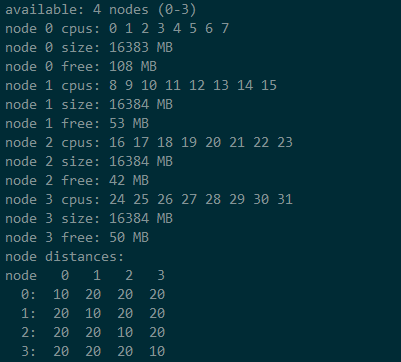 available: 4 nodes (0-3)
node 0 cpus: 0 1 2 3 4 5 6 7
node 0 size: 16383 MB
node 0 free: 108 MB
node 1 cpus: 8 9 10 11 12 13 14 15
node 1 size: 16384 MB
node 1 free: 53 MB
node 2 cpus: 16 17 18 19 20 21 22 23
node 2 size: 16384 MB
node 2 free: 42 MB
node 3 cpus: 24 25 26 27 28 29 30 31
node 3 size: 16384 MB
node 3 free: 50 MB
node distances:
node   0   1   2   3
  0:  10  20  20  20
  1:  20  10  20  20
  2:  20  20  10  20
  3:  20  20  20  10